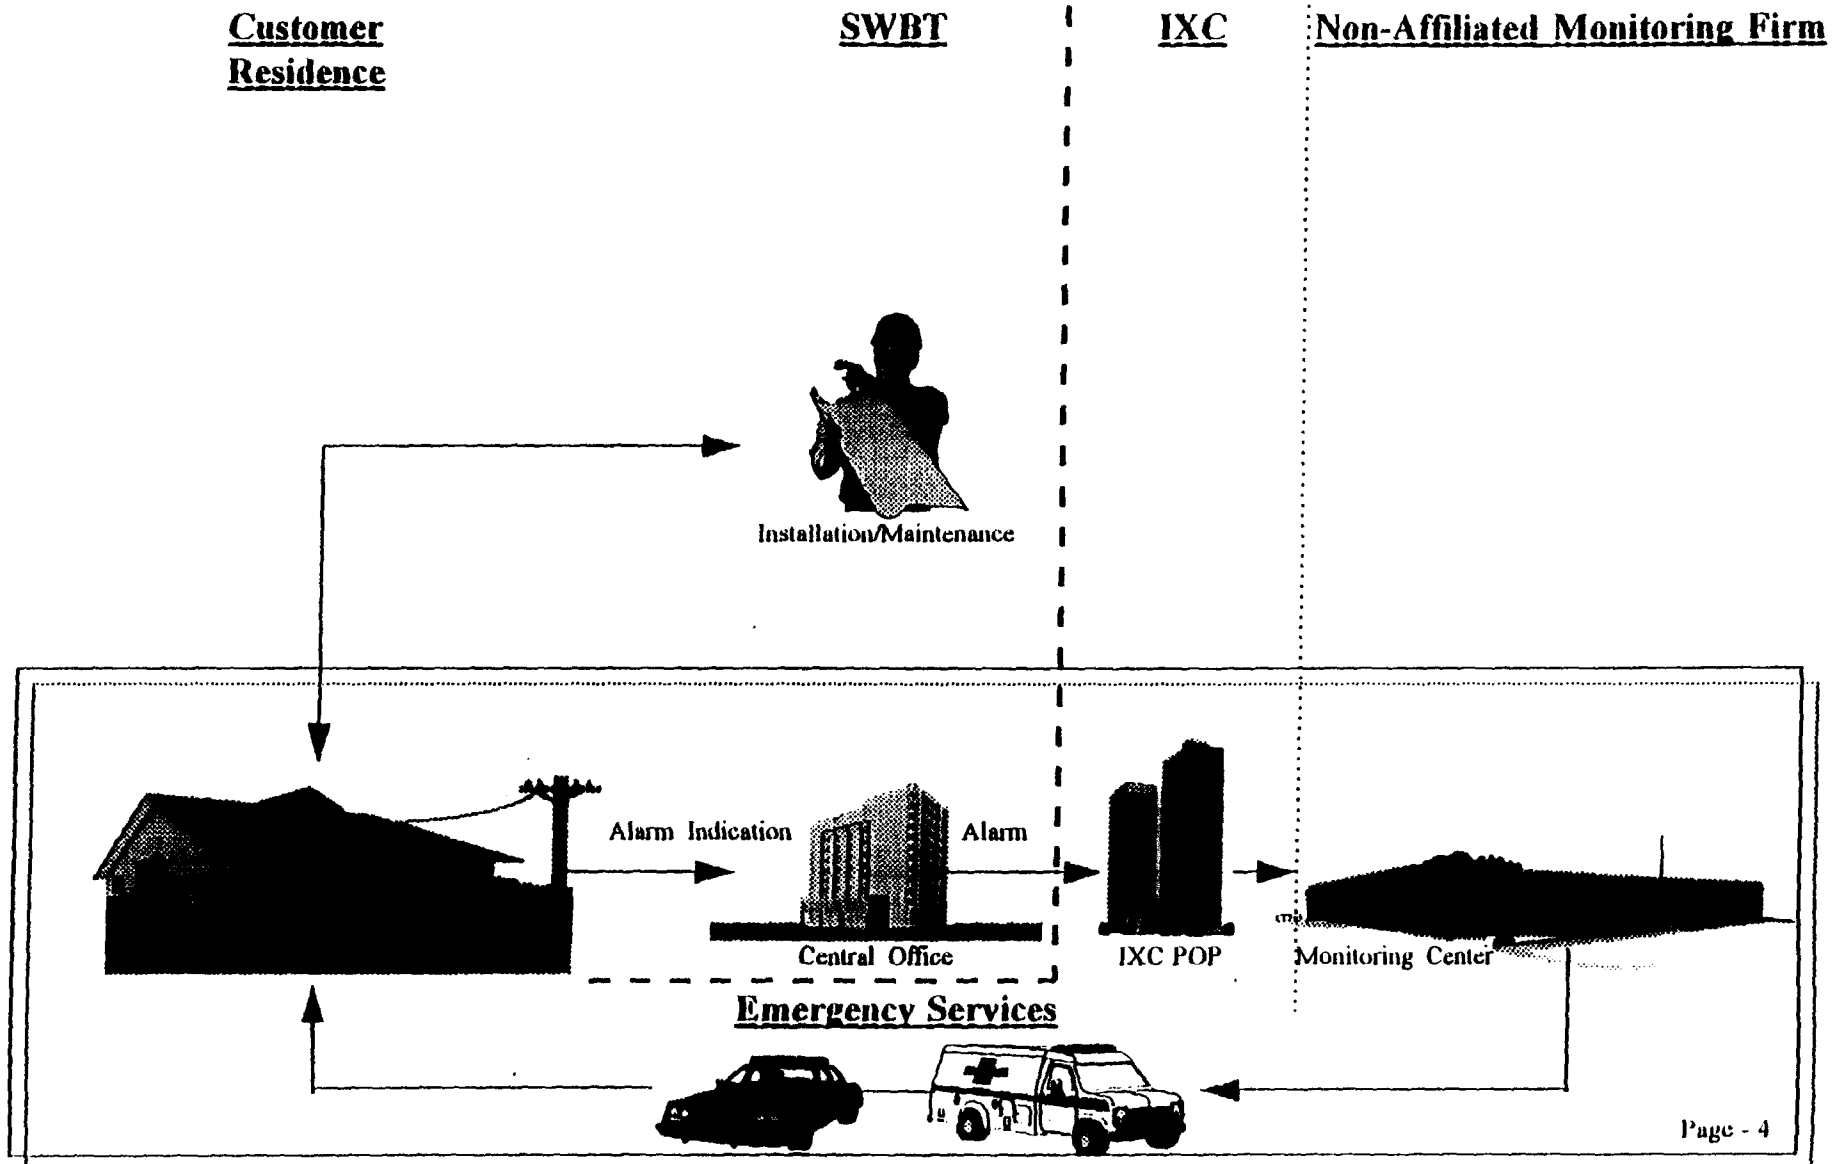 Customer
Residence
SWBT
IXC
Non-Affiliated Monitoring Firm
Installation/Maintenance
Alarm Indication
Alarm
Central Office
IXC POP
Monitoring Center
Emergency Services
Page - 4